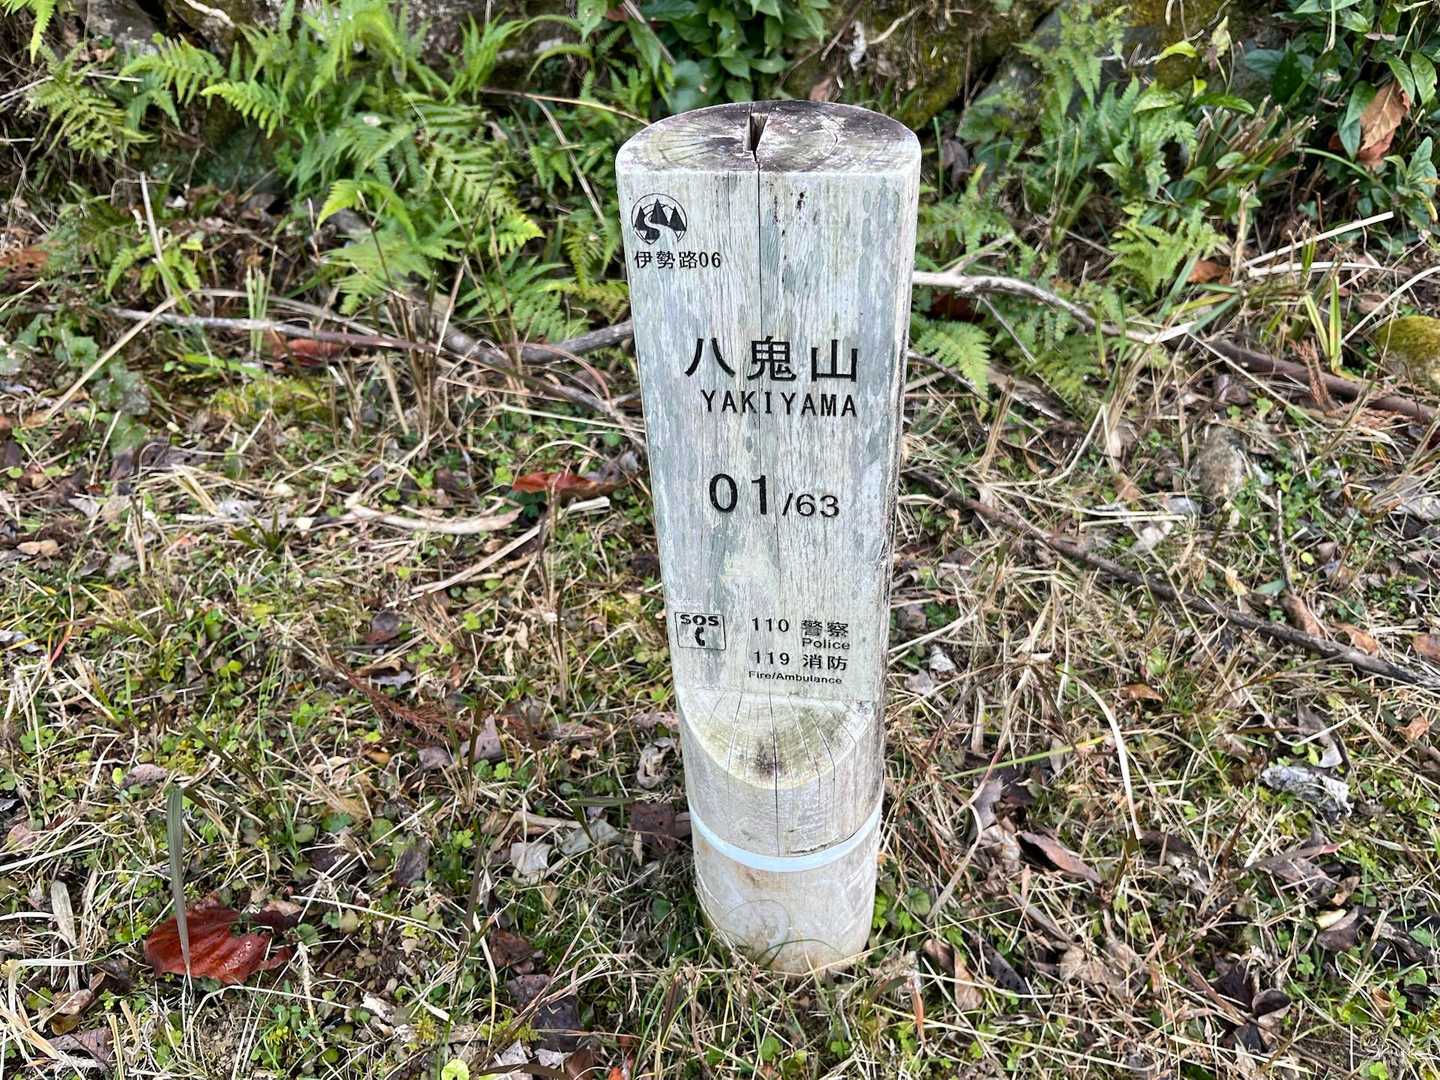 伊勢路06
八鬼山
YAKIYAMA
01/63
SOS
110 警察
Police
119 消防
Fire/Ambulance